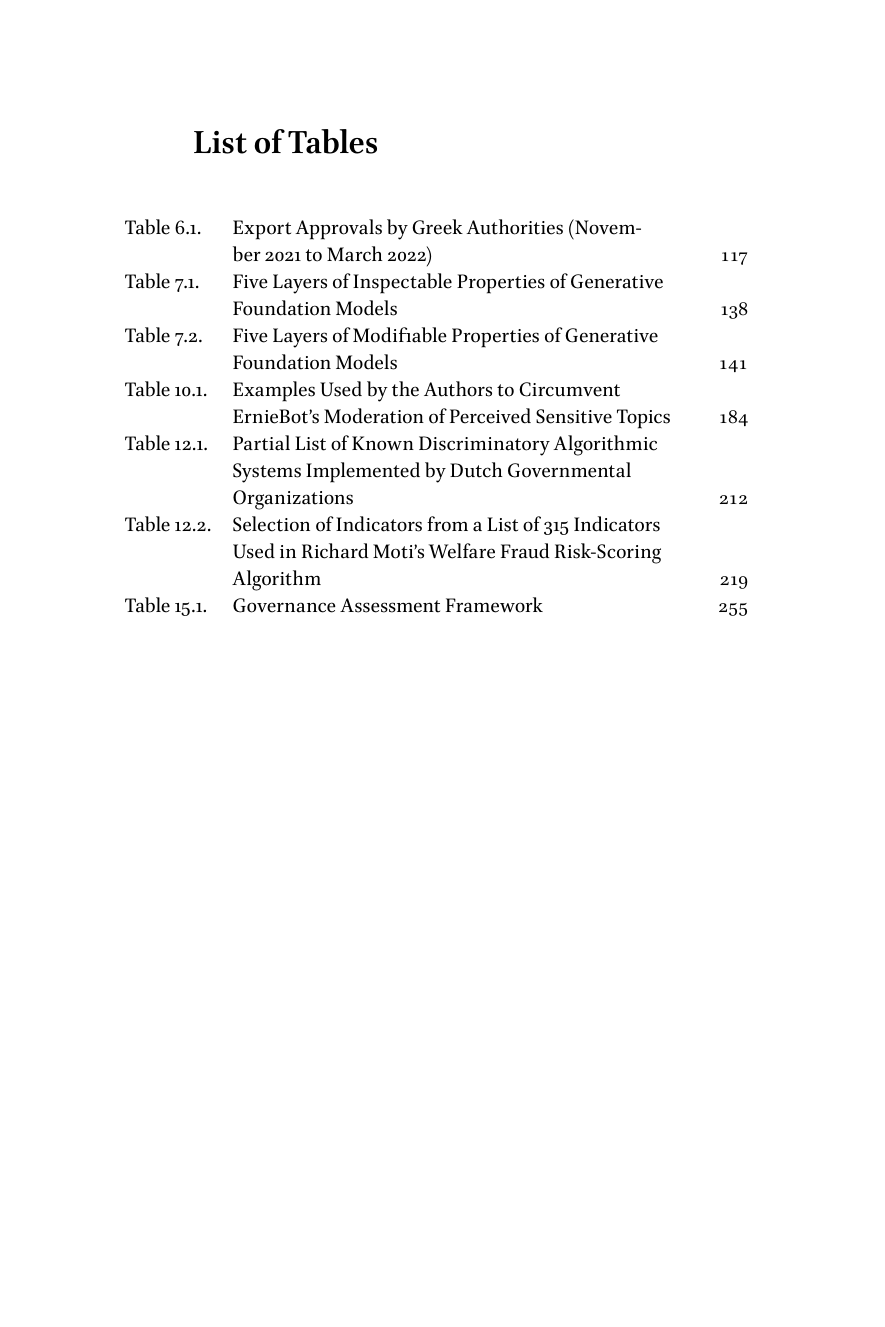 List of Tables
Table 6.1. Export Approvals by Greek Authorities (Novem-
ber 2021 to March 2022) 117
Table 7.1. Five Layers of Inspectable Properties of Generative
Foundation Models 138
Table 7.2. Five Layers of Modifiable Properties of Generative
Foundation Models 141
Table 10.1. Examples Used by the Authors to Circumvent
ErnieBot’s Moderation of Perceived Sensitive Topics 184
Table 12.1. Partial List of Known Discriminatory Algorithmic
Systems Implemented by Dutch Governmental
Organizations 212
Table 12.2. Selection of Indicators from a List of 315 Indicators
Used in Richard Moti’s Welfare Fraud Risk-Scoring
Algorithm 219
Table 15.1. Governance Assessment Framework 255